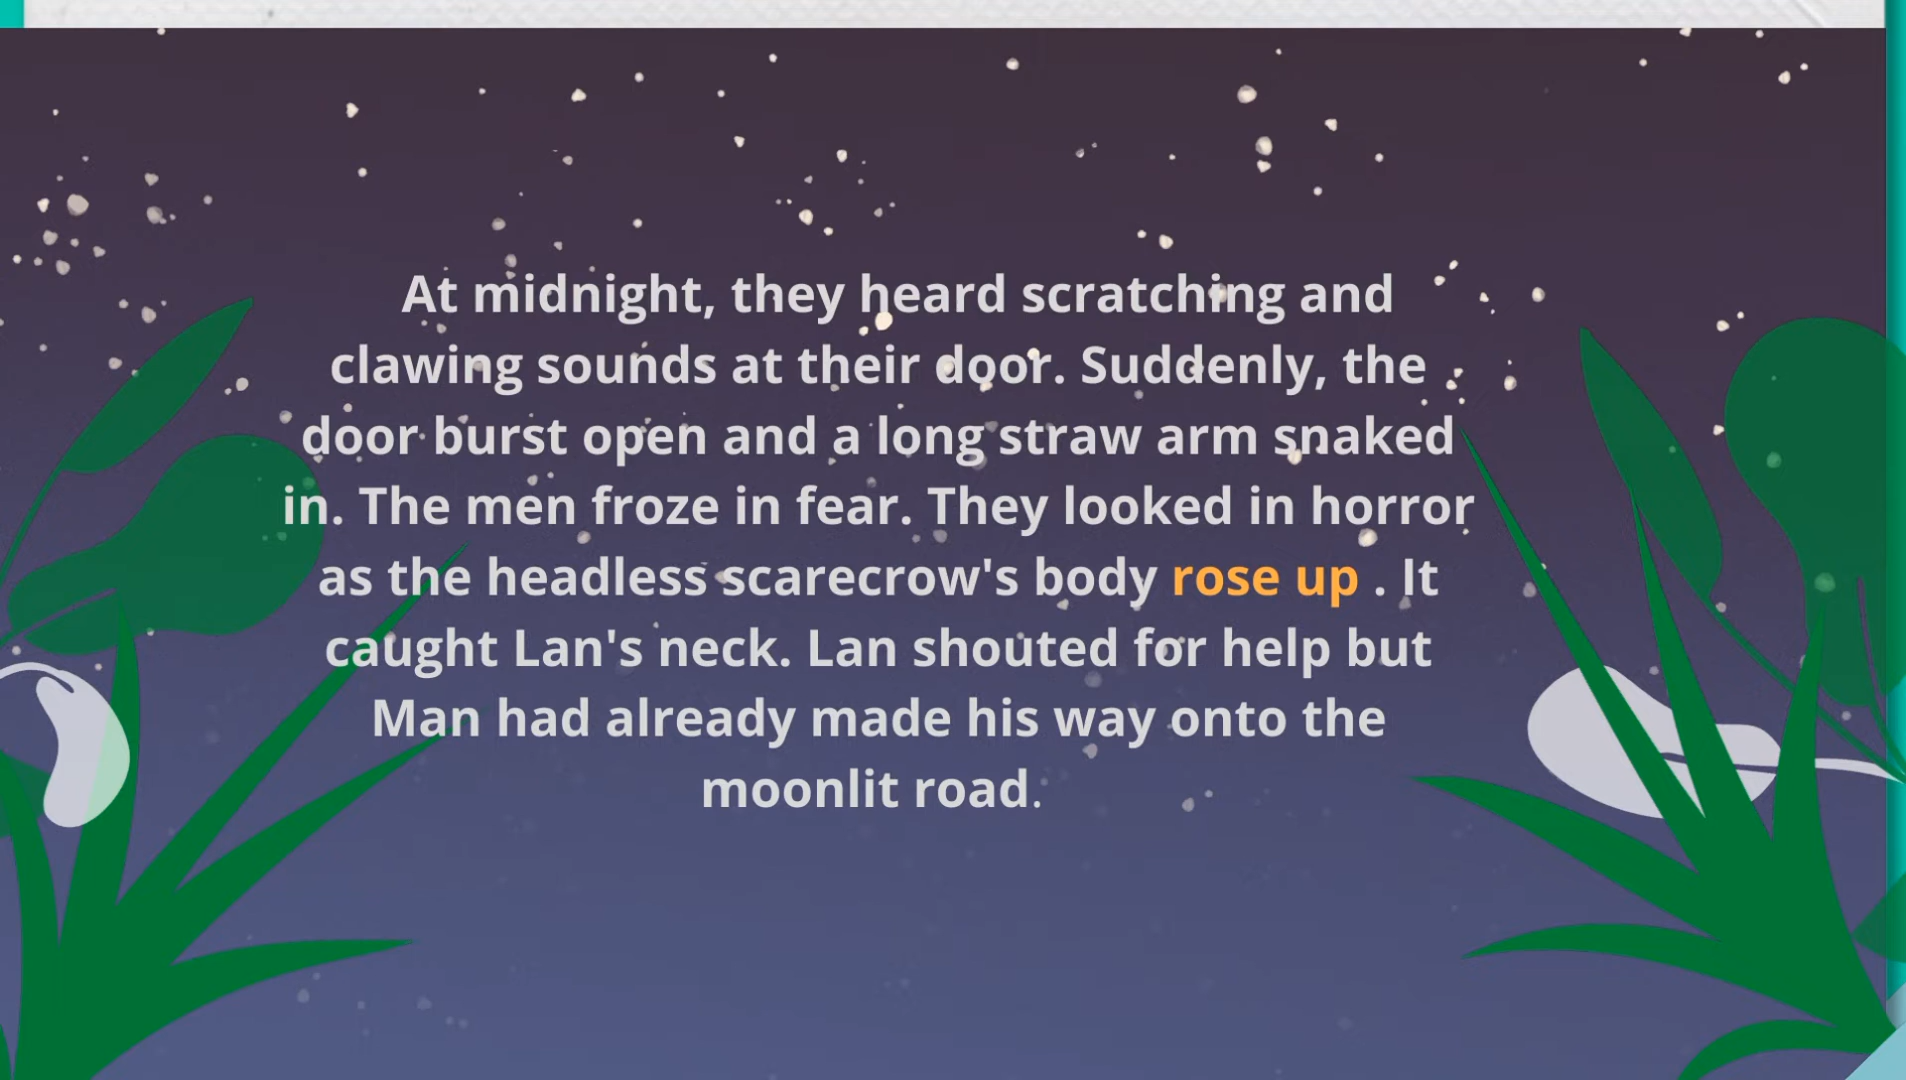 At midnight, they heard scratching and
clawing sounds at their door. Suddenly, the
door burst open and a long straw arm snaked
in. The men froze in fear. They looked in horror
as the headless scarecrow's body rose up . It
caught Lan's neck. Lan shouted for help but
Man had already made his way onto the
moonlit road.